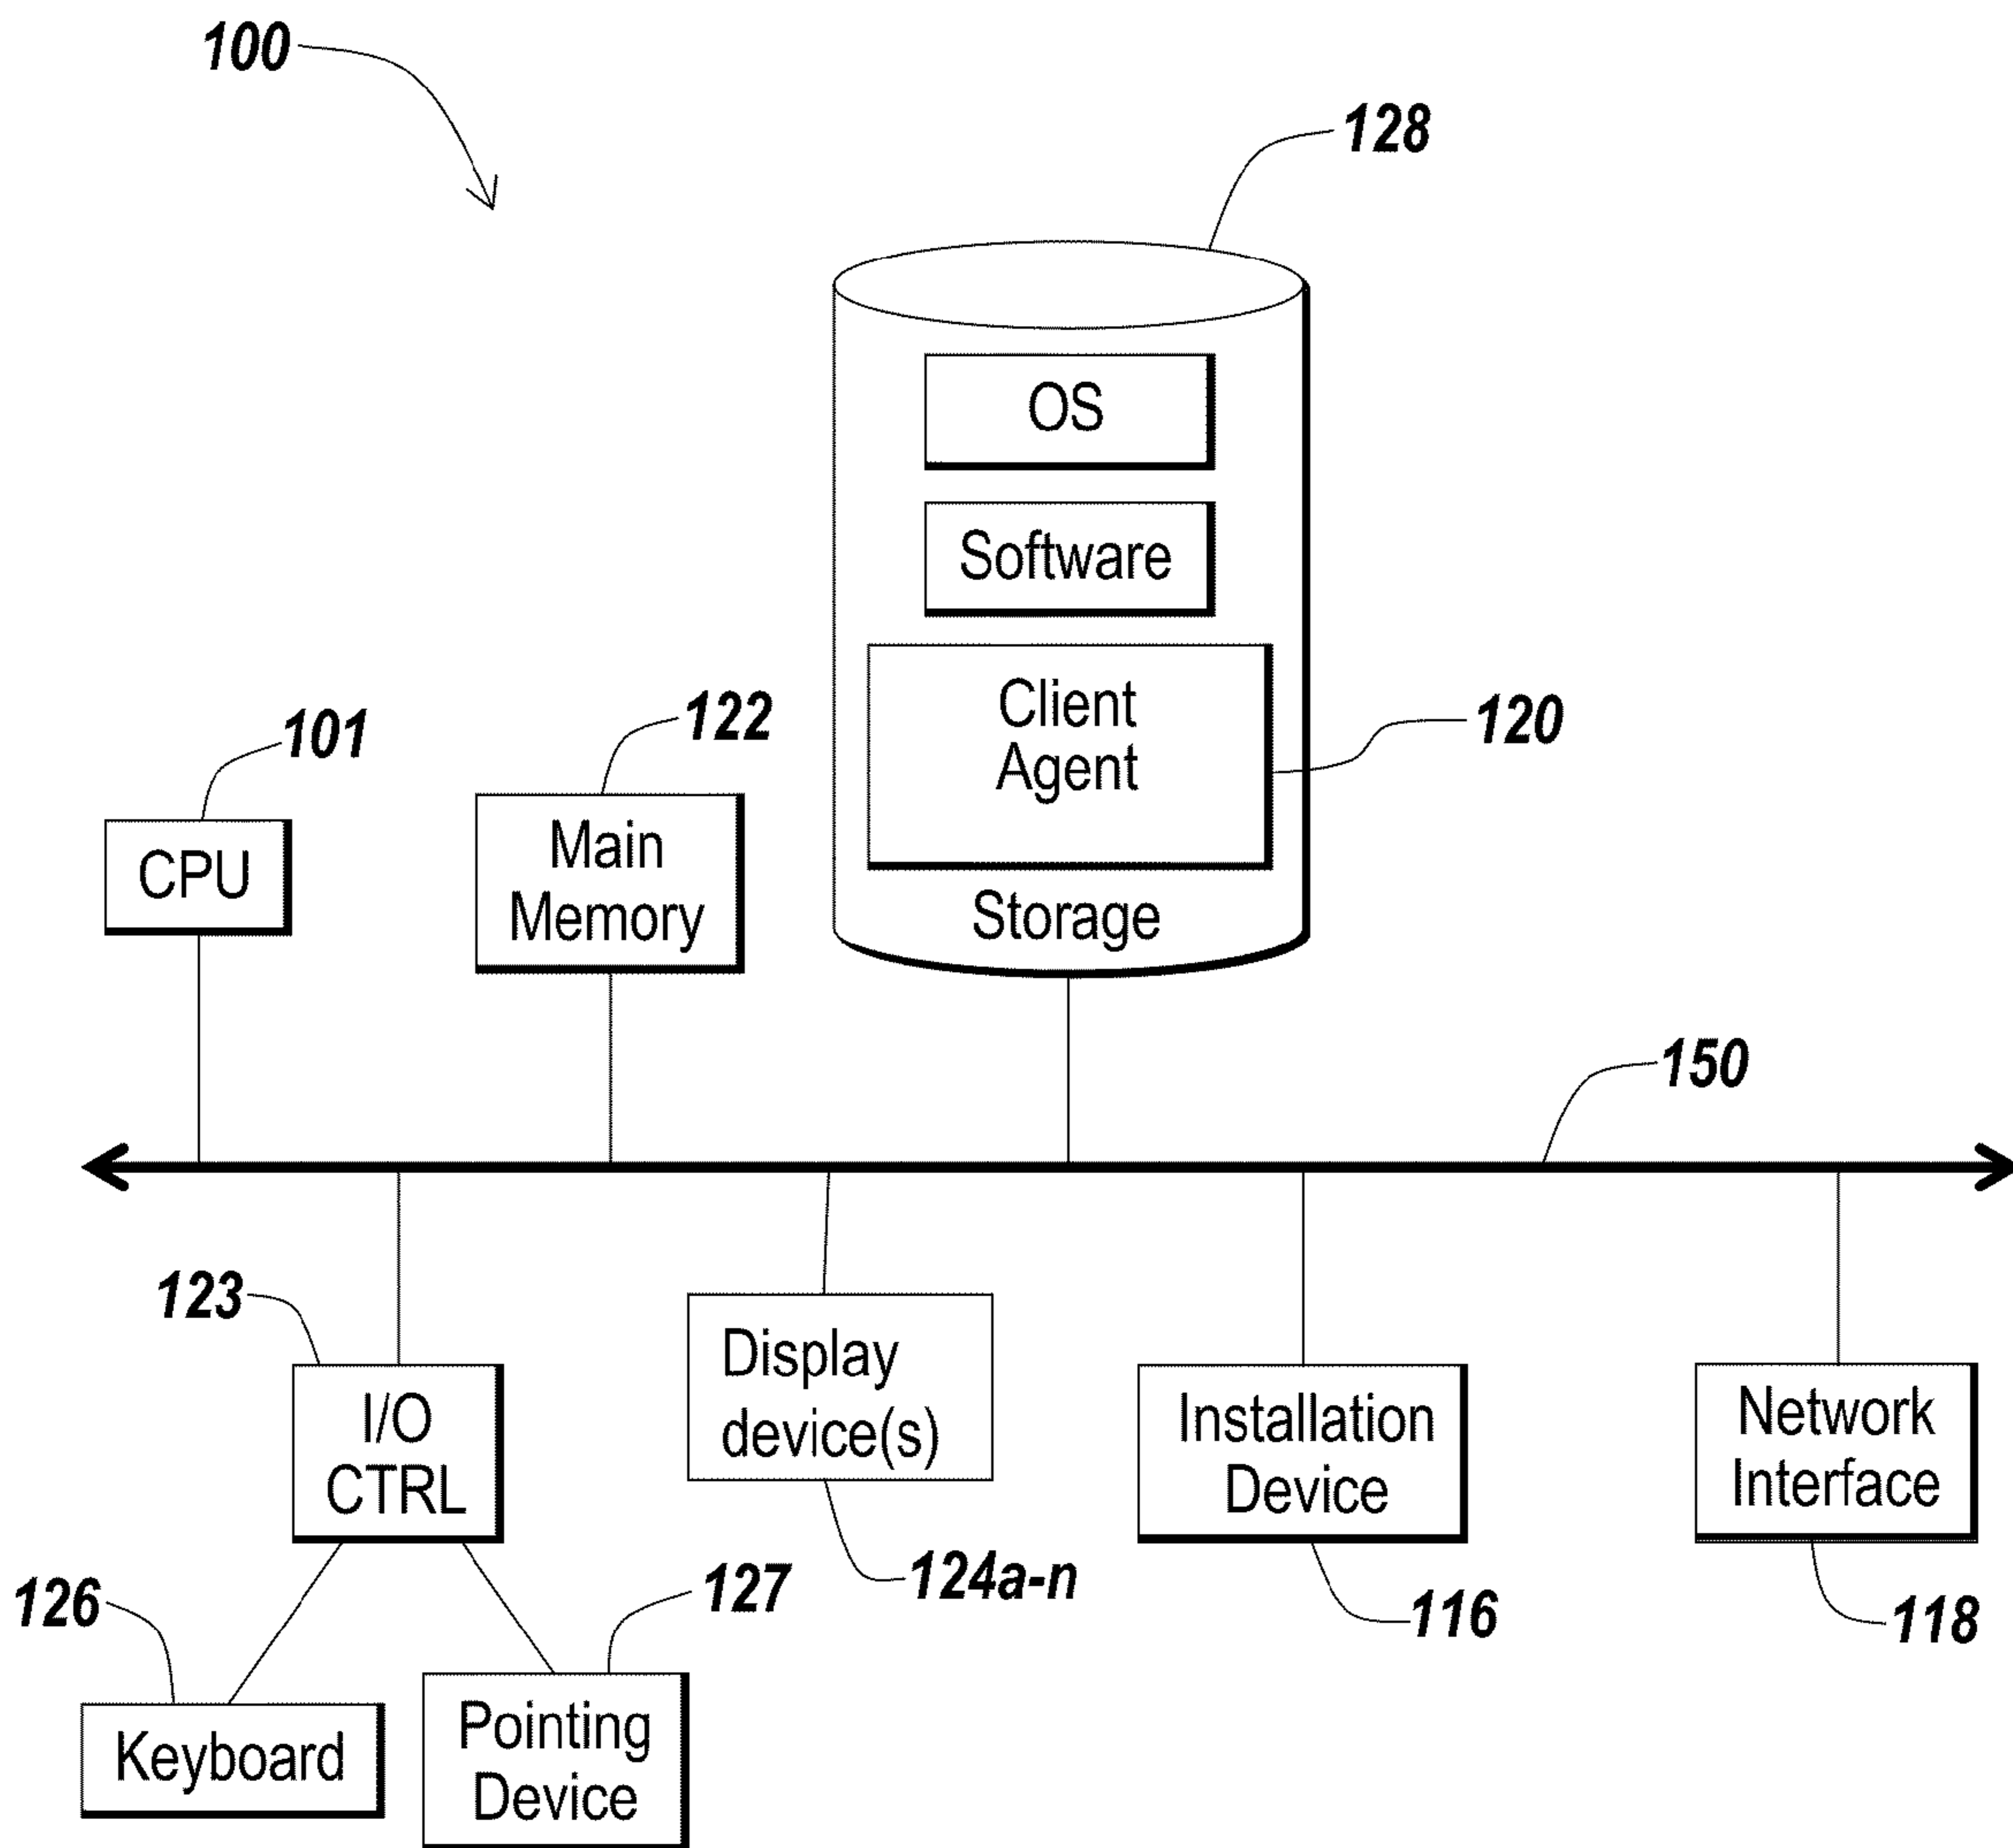 100
128
OS
Software
Client
Agent
120
Storage
101
CPU
122
Main
Memory
150
123
I/O
CTRL
Display
device(s)
124a-n
Installation
Device
116
Network
Interface
118
126
Keyboard
127
Pointing
Device